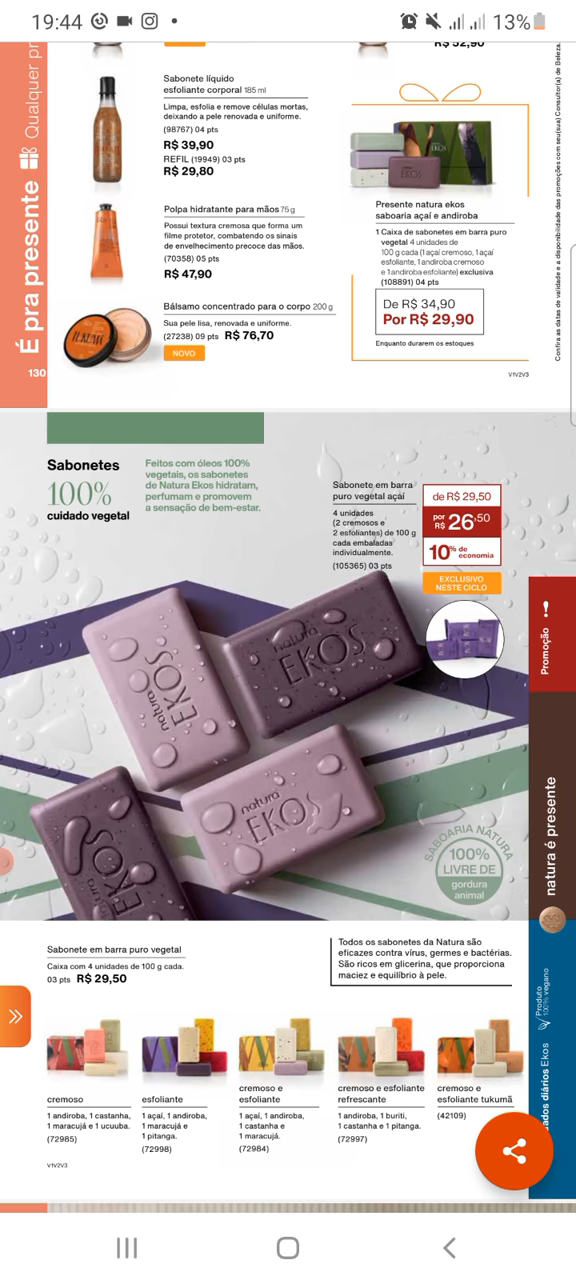 19:44
13%
R$ 52,90
É pra presente
Qualquer pr
130
Sabonete líquido
esfoliante corporal 185 ml
Limpa, esfolia e remove células mortas,
deixando a pele renovada e uniforme.
(98767) 04 pts
R$ 39,90
REFIL (19949) 03 pts
R$ 29,80
Polpa hidratante para mãos 75 g
Possui textura cremosa que forma um
filme protetor, combatendo os sinais
de envelhecimento precoce das mãos.
(70358) 05 pts
R$ 47,90
Bálsamo concentrado para o corpo 200 g
Sua pele lisa, renovada e uniforme.
(27238) 09 pts R$ 76,70
NOVO
TUKUMÃ
EKOS
Presente natura ekos
saboaria açaí e andiroba
1 Caixa de sabonetes em barra puro
vegetal 4 unidades de
100 g cada (1 açaí cremoso, 1 açaí
esfoliante, 1 andiroba cremoso
e 1 andiroba esfoliante) exclusiva
(108891) 04 pts
De R$ 34,90
Por R$ 29,90
Enquanto durarem os estoques
V1V2V3
Confira as datas de validade e a disponibilidade das promoções com seu(sua) Consultor(a) de Beleza.
Sabonetes
100%
cuidado vegetal
Feitos com óleos 100%
vegetais, os sabonetes
de Natura Ekos hidratam,
perfumam e promovem
a sensação de bem-estar.
Sabonete em barra
puro vegetal açaí
4 unidades
(2 cremosos e
2 esfoliantes) de 100 g
cada embaladas
individualmente.
(105365) 03 pts
de R$ 29,50
por R$ 26,50
10% de economia
EXCLUSIVO
NESTE CICLO
natura
EKOS
natura
EKOS
natura
EKOS
natura
EKOS
SABOARIA NATURA
100%
LIVRE DE
gordura
animal
Promoção
natura é presente
Produto
100% vegano
ados diários Ekos
Sabonete em barra puro vegetal
Caixa com 4 unidades de 100 g cada.
03 pts R$ 29,50
Todos os sabonetes da Natura são
eficazes contra vírus, germes e bactérias.
São ricos em glicerina, que proporciona
maciez e equilíbrio à pele.
cremoso
1 andiroba, 1 castanha,
1 maracujá e 1 ucuuba.
(72985)
esfoliante
1 açaí, 1 andiroba,
1 maracujá e
1 pitanga.
(72998)
cremoso e
esfoliante
1 açaí, 1 andiroba,
1 castanha e
1 maracujá.
(72984)
cremoso e esfoliante
refrescante
1 andiroba, 1 buriti,
1 castanha e 1 pitanga.
(72997)
cremoso e
esfoliante tukumã
(42109)
V1V2V3